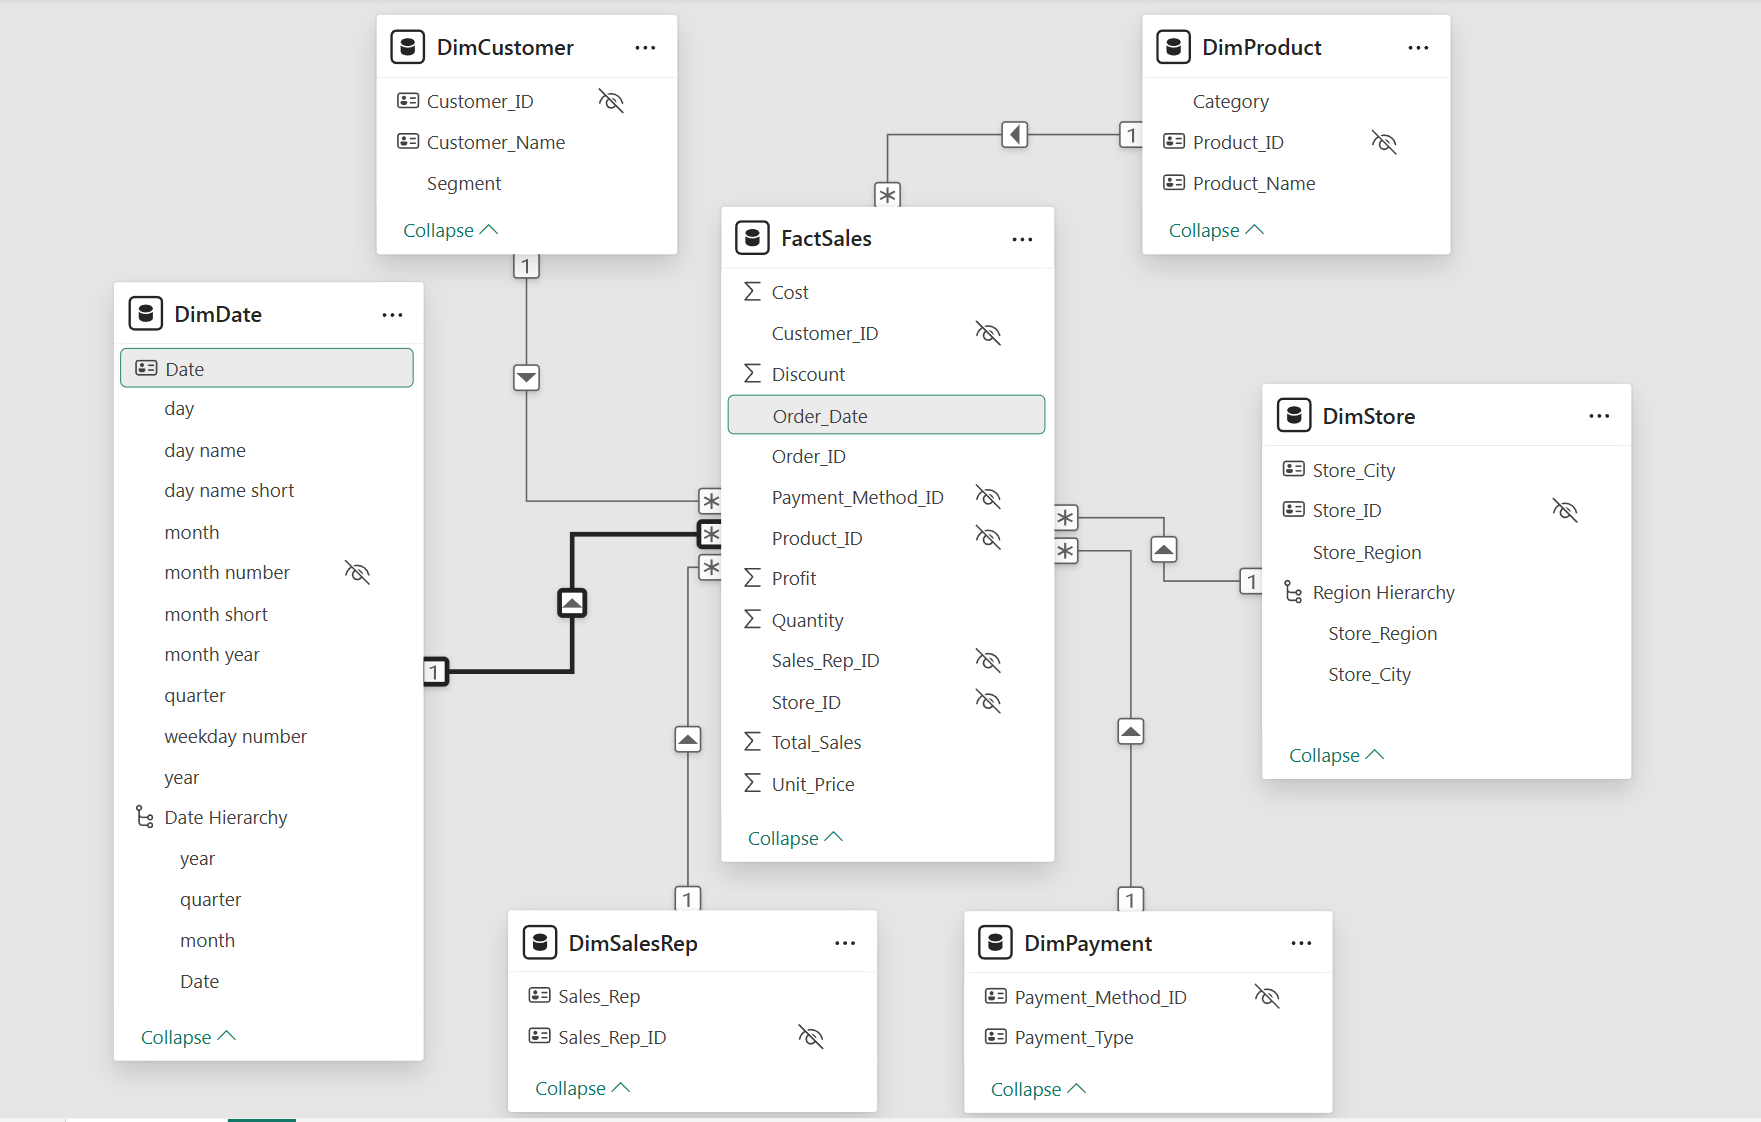 DimCustomer
Customer_ID
Customer_Name
Segment
Collapse
1
DimProduct
Category
Product_ID
Product_Name
Collapse
1
*
FactSales
Cost
Customer_ID
Discount
Order_Date
Order_ID
Payment_Method_ID
Product_ID
Profit
Quantity
Sales_Rep_ID
Store_ID
Total_Sales
Unit_Price
Collapse
*
*
*
*
*
DimDate
Date
day
day name
day name short
month
month number
month short
month year
quarter
weekday number
year
Date Hierarchy
year
quarter
month
Date
Collapse
1
DimStore
Store_City
Store_ID
Store_Region
Region Hierarchy
Store_Region
Store_City
Collapse
1
1
DimSalesRep
Sales_Rep
Sales_Rep_ID
Collapse
1
DimPayment
Payment_Method_ID
Payment_Type
Collapse